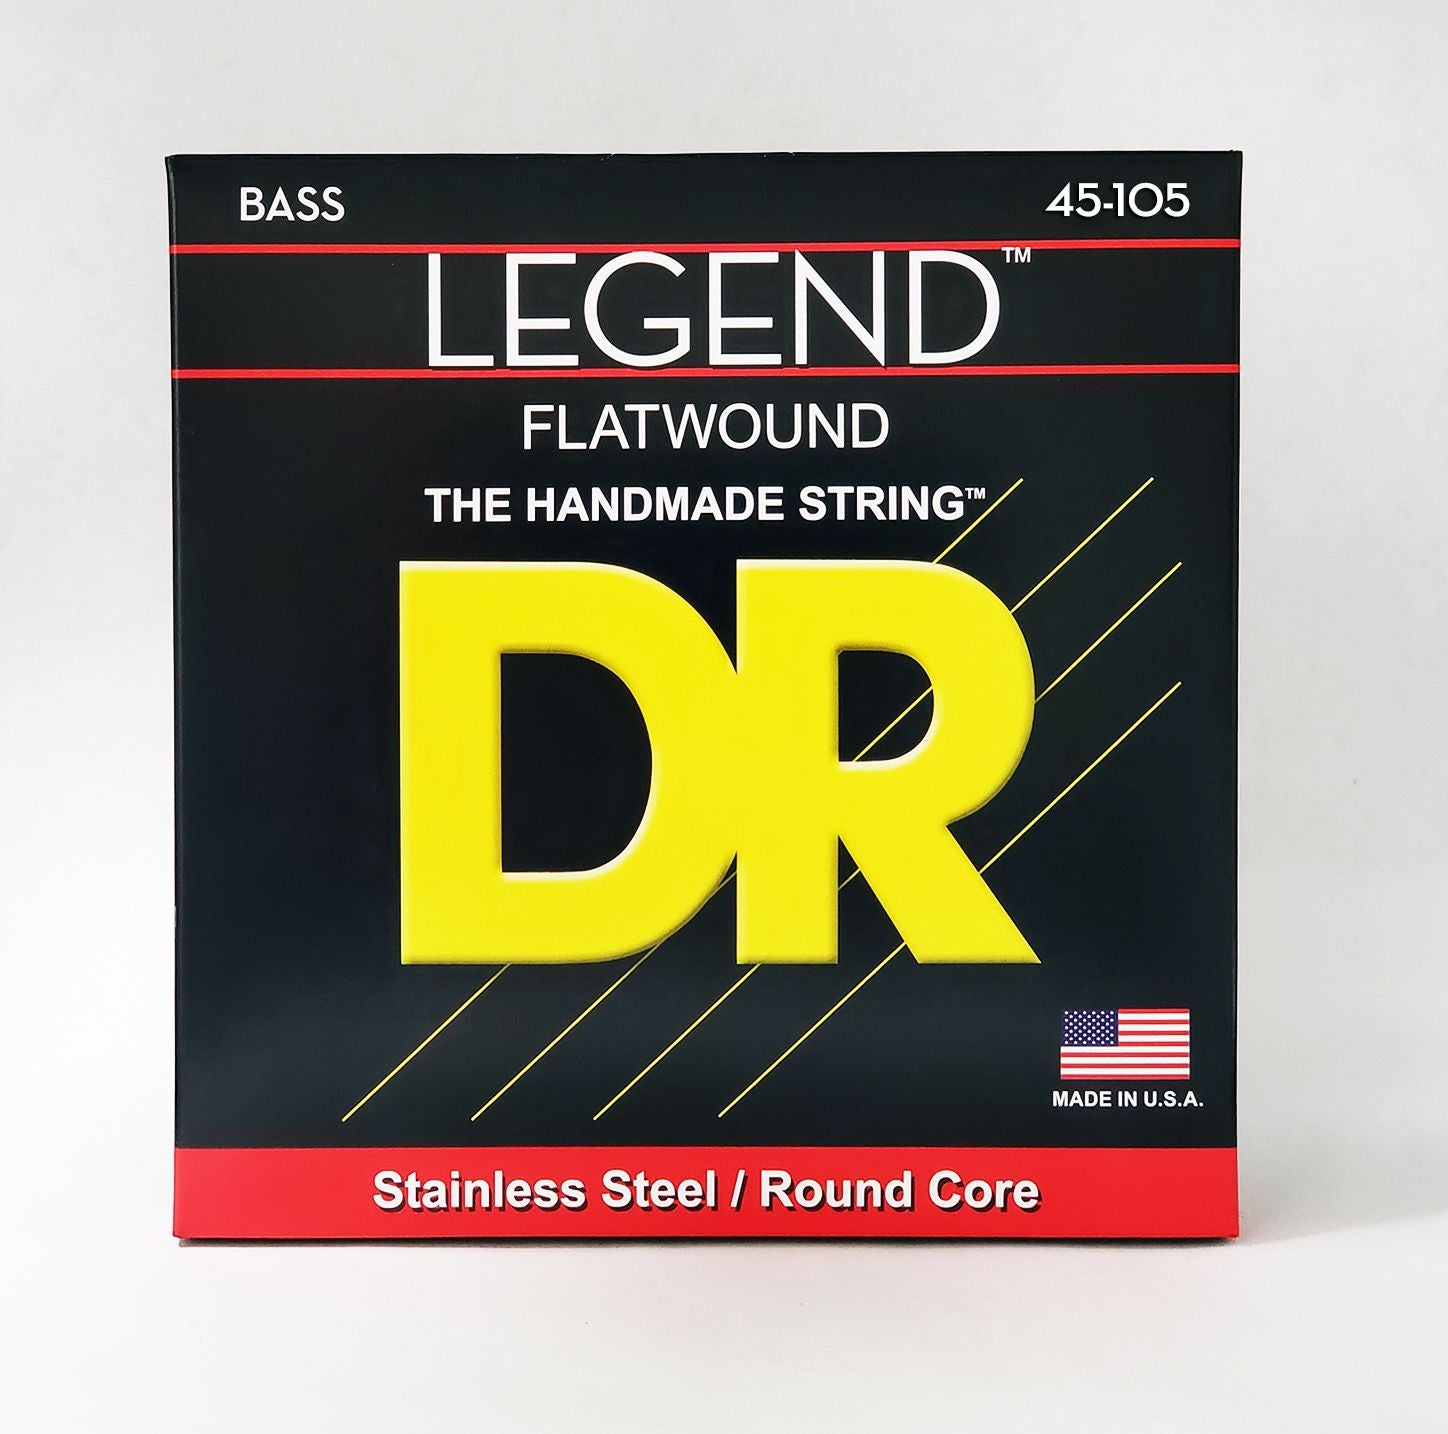 BASS 45-105
LEGEND™
FLATWOUND
THE HANDMADE STRING™
DR
MADE IN U.S.A.
Stainless Steel / Round Core